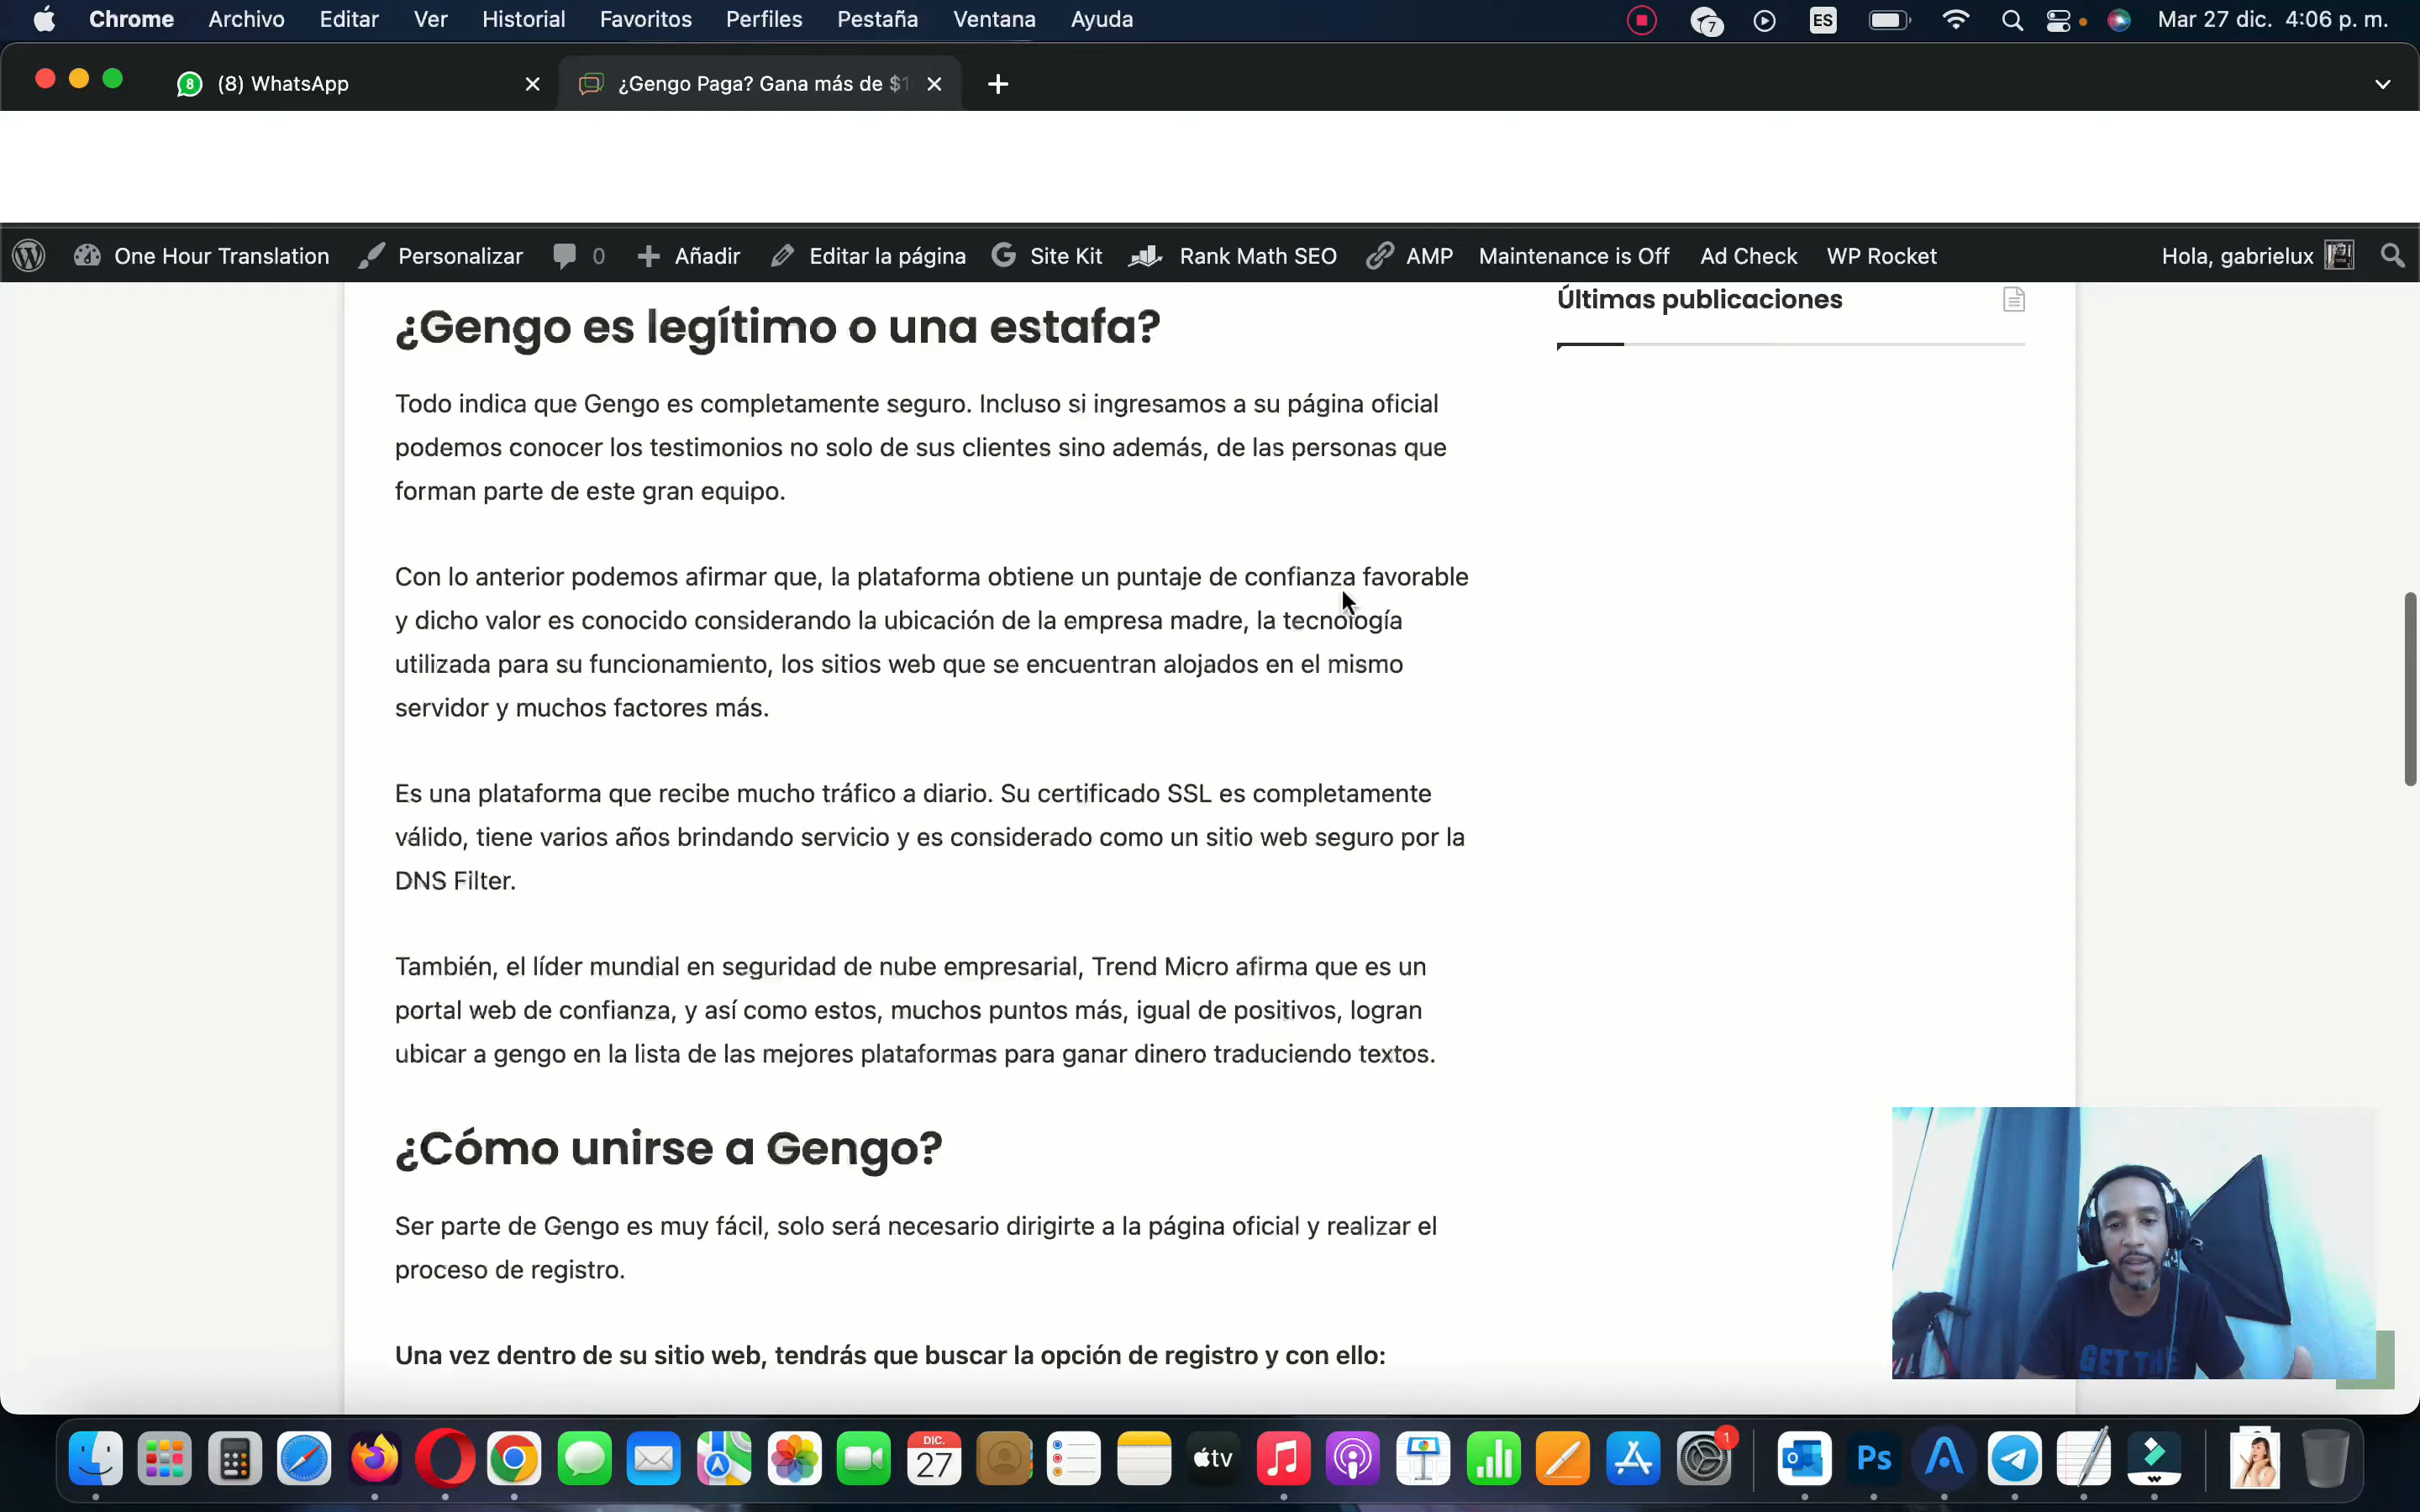 Chrome Archivo Editar Ver Historial Favoritos Perfiles Pestaña Ventana Ayuda 7 ES Mar 27 dic. 4:06 p. m.
8 (8) WhatsApp ¿Gengo Paga? Gana más de $1
One Hour Translation Personalizar 0 Añadir Editar la página Site Kit Rank Math SEO AMP Maintenance is Off Ad Check WP Rocket Hola, gabrielux
¿Gengo es legítimo o una estafa?
Últimas publicaciones
Todo indica que Gengo es completamente seguro. Incluso si ingresamos a su página oficial
podemos conocer los testimonios no solo de sus clientes sino además, de las personas que
forman parte de este gran equipo.
Con lo anterior podemos afirmar que, la plataforma obtiene un puntaje de confianza favorable
y dicho valor es conocido considerando la ubicación de la empresa madre, la tecnología
utilizada para su funcionamiento, los sitios web que se encuentran alojados en el mismo
servidor y muchos factores más.
Es una plataforma que recibe mucho tráfico a diario. Su certificado SSL es completamente
válido, tiene varios años brindando servicio y es considerado como un sitio web seguro por la
DNS Filter.
También, el líder mundial en seguridad de nube empresarial, Trend Micro afirma que es un
portal web de confianza, y así como estos, muchos puntos más, igual de positivos, logran
ubicar a gengo en la lista de las mejores plataformas para ganar dinero traduciendo textos.
¿Cómo unirse a Gengo?
Ser parte de Gengo es muy fácil, solo será necesario dirigirte a la página oficial y realizar el
proceso de registro.
Una vez dentro de su sitio web, tendrás que buscar la opción de registro y con ello:
GET THE
DIC.
27
tv
1
Ps